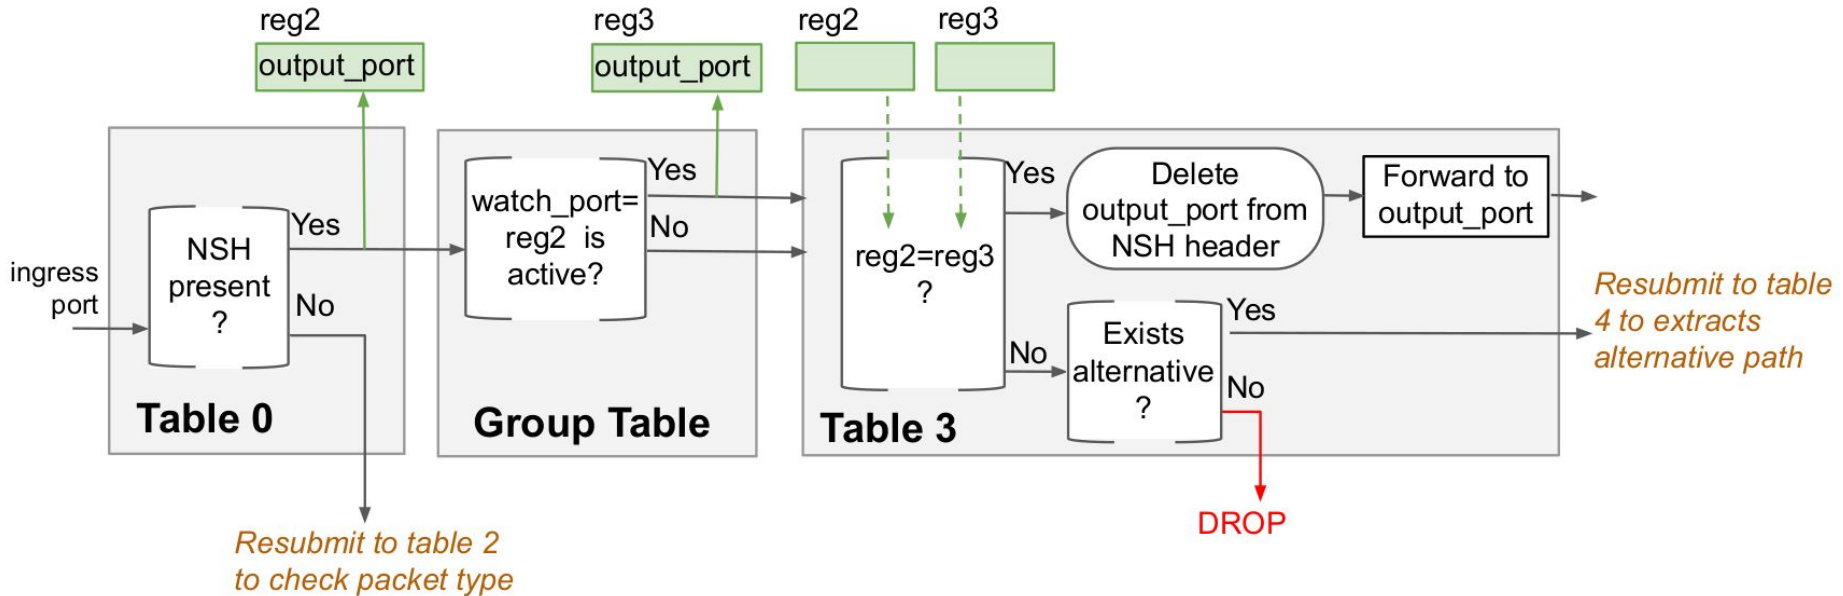 reg2
output_port
reg3
output_port
reg2
reg3
ingress
port
NSH
present
?
Yes
No
Table 0
Resubmit to table 2
to check packet type
watch_port=
reg2 is
active?
Yes
No
Group Table
reg2=reg3
?
Yes
No
Delete
output_port from
NSH header
Forward to
output_port
Exists
alternative
?
Yes
No
Table 3
DROP
Resubmit to table
4 to extracts
alternative path